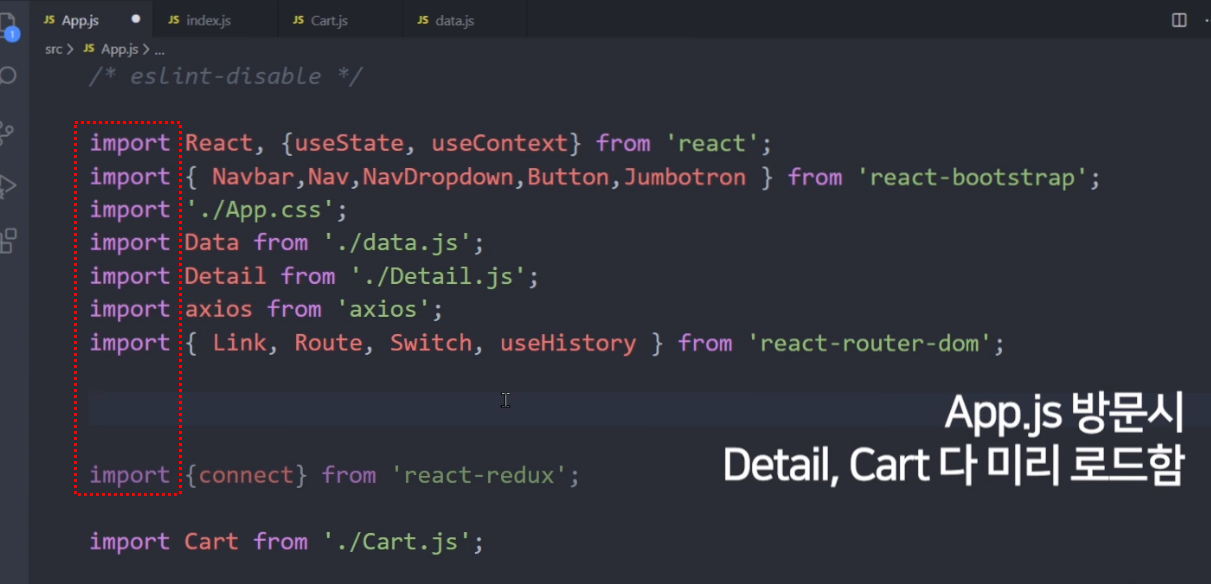 JS App.js ● JS index.js JS Cart.js JS data.js
1
src > JS App.js > ...
/* eslint-disable */
import React, {useState, useContext} from 'react';
import { Navbar,Nav,NavDropdown,Button,Jumbotron } from 'react-bootstrap';
import './App.css';
import Data from './data.js';
import Detail from './Detail.js';
import axios from 'axios';
import { Link, Route, Switch, useHistory } from 'react-router-dom';
App.js 방문시
Detail, Cart 다 미리 로드함
import {connect} from 'react-redux';
import Cart from './Cart.js';